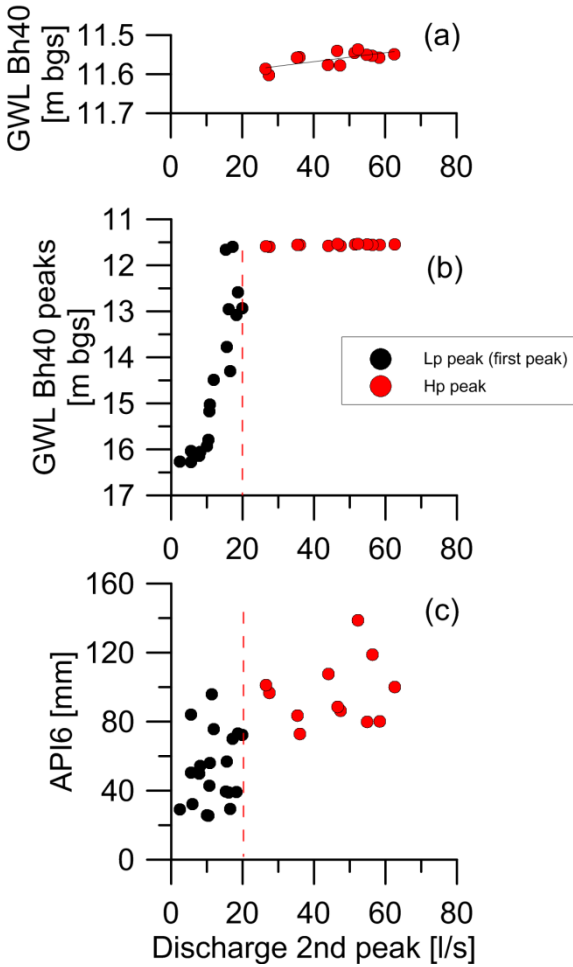 GWL Bh40
[m bgs]
11.5
11.6
11.7
(a)
0 20 40 60 80
GWL Bh40 peaks
[m bgs]
11
12
13
14
15
16
17
(b)
Lp peak (first peak)
Hp peak
0 20 40 60 80
API6 [mm]
160
120
80
40
0
(c)
0 20 40 60 80
Discharge 2nd peak [l/s]